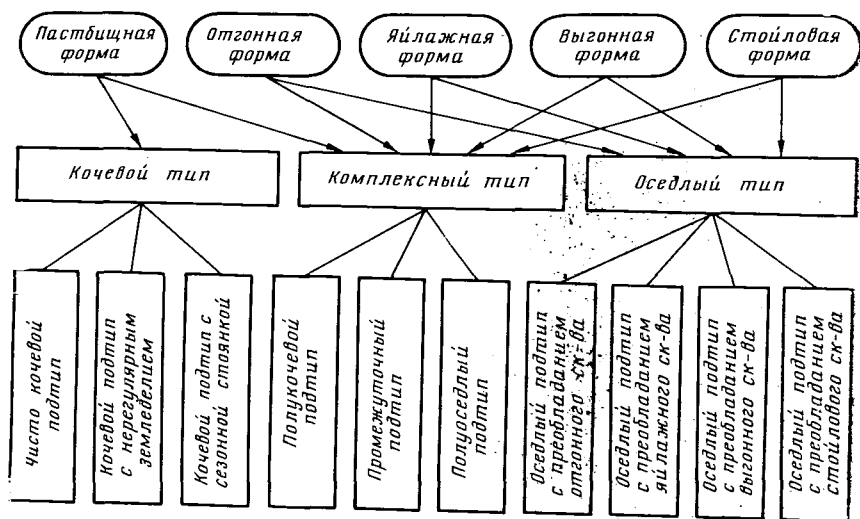 Пастбищная
форма
Отгонная
форма
Яйлажная
форма
Выгонная
форма
Стойловая
форма
Кочевой тип
Комплексный тип
Оседлый тип
Чисто кочевой
подтип
Кочевой подтип
с нерегулярным
земледелием
Кочевой подтип с
сезонной стоянкой
Полукочевой
подтип
Промежуточный
подтип
Полуоседлый
подтип
Оседлый подтип
с преобладанием
отгонного ск-ва
Оседлый подтип
с преобладанием
яйлажного ск-ва
Оседлый подтип
с преобладанием
выгонного ск-ва
Оседлый подтип
с преобладанием
стойлового ск-ва